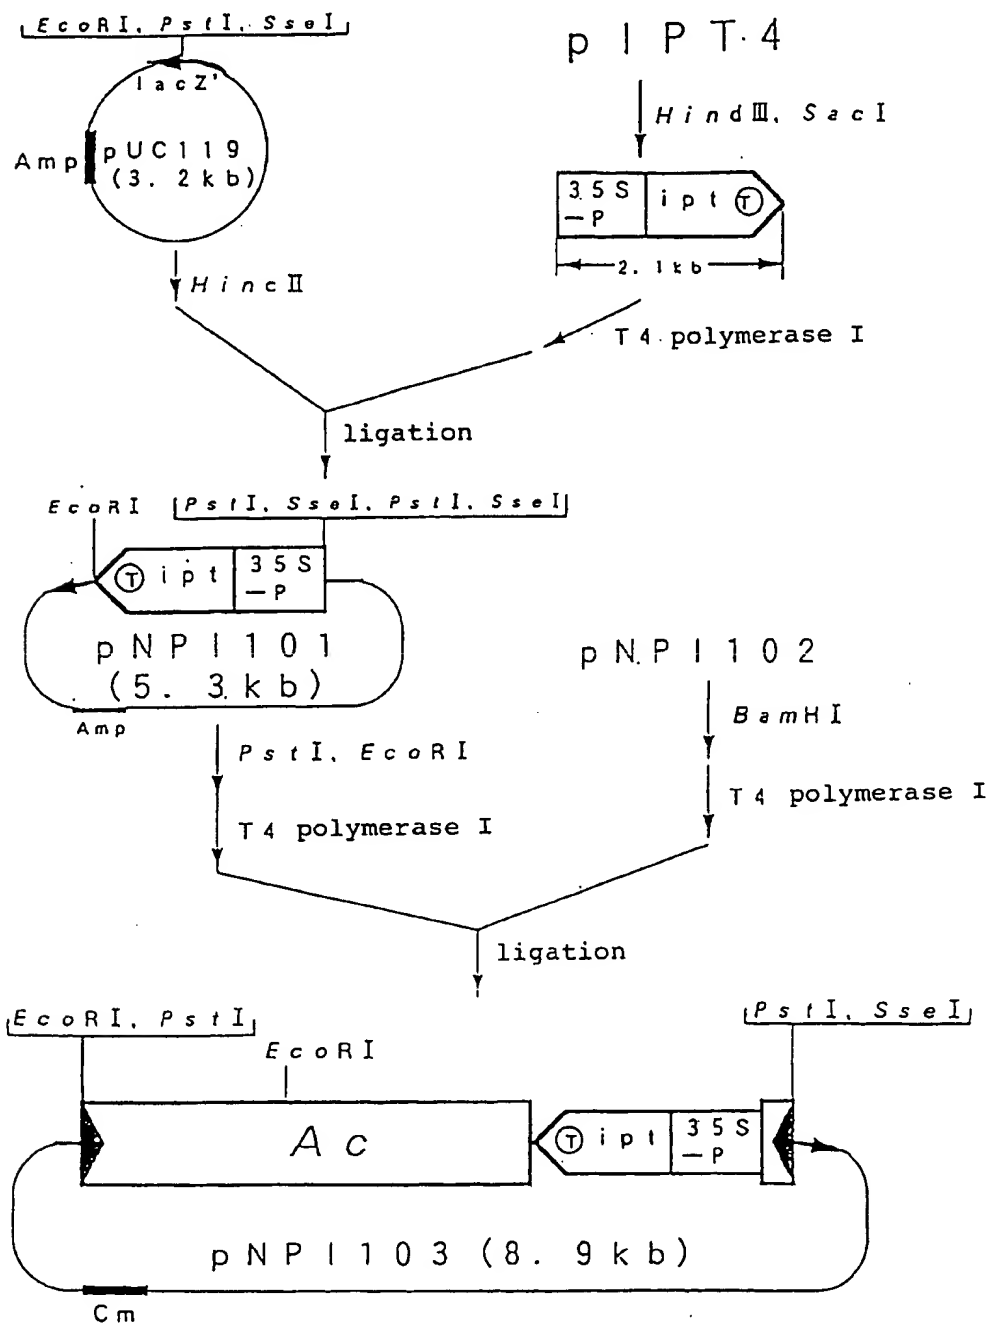 EcoRI, PstI, SseI
lacZ'
Amp
pUC119
(3. 2kb)
HincII
pIPT4
HindIII, SacI
35S
-P
ipt
T
2. 1kb
T4 polymerase I
ligation
EcoRI
PstI, SseI, PstI, SseI
T
ipt
35S
-P
pNPI101
(5. 3kb)
Amp
PstI, EcoRI
T4 polymerase I
pNPI102
BamHI
T4 polymerase I
ligation
EcoRI, PstI
EcoRI
PstI, SseI
Ac
T
ipt
35S
-P
pNPI103 (8. 9kb)
Cm